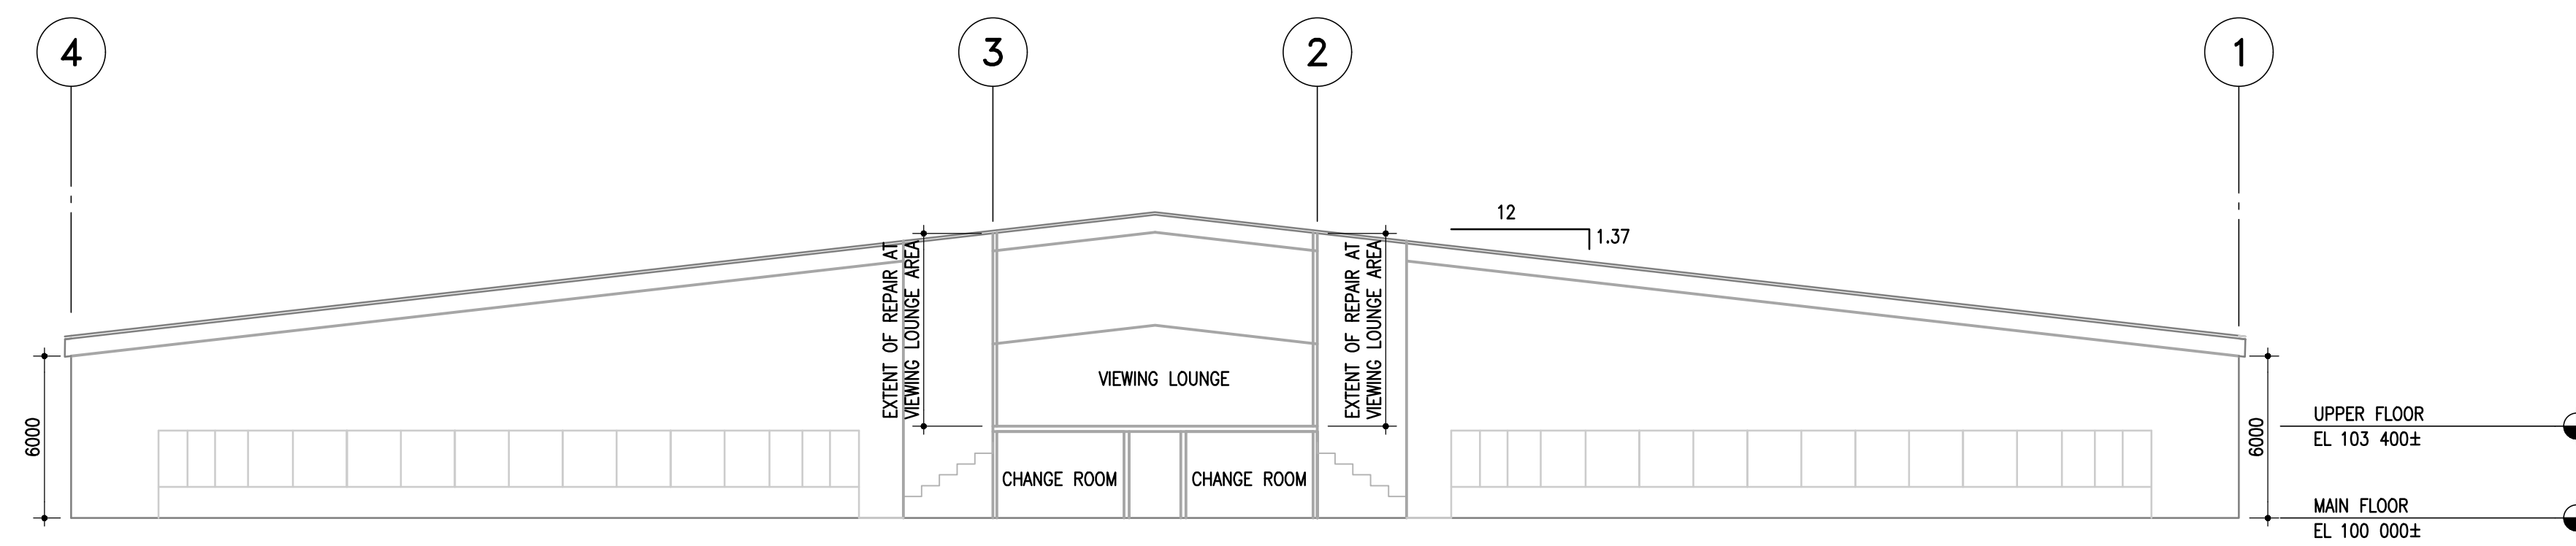 4
3
2
1
12
1.37
EXTENT OF REPAIR AT
VIEWING LOUNGE AREA
EXTENT OF REPAIR AT
VIEWING LOUNGE AREA
VIEWING LOUNGE
6000
CHANGE ROOM
CHANGE ROOM
6000
UPPER FLOOR
EL 103 400±
MAIN FLOOR
EL 100 000±